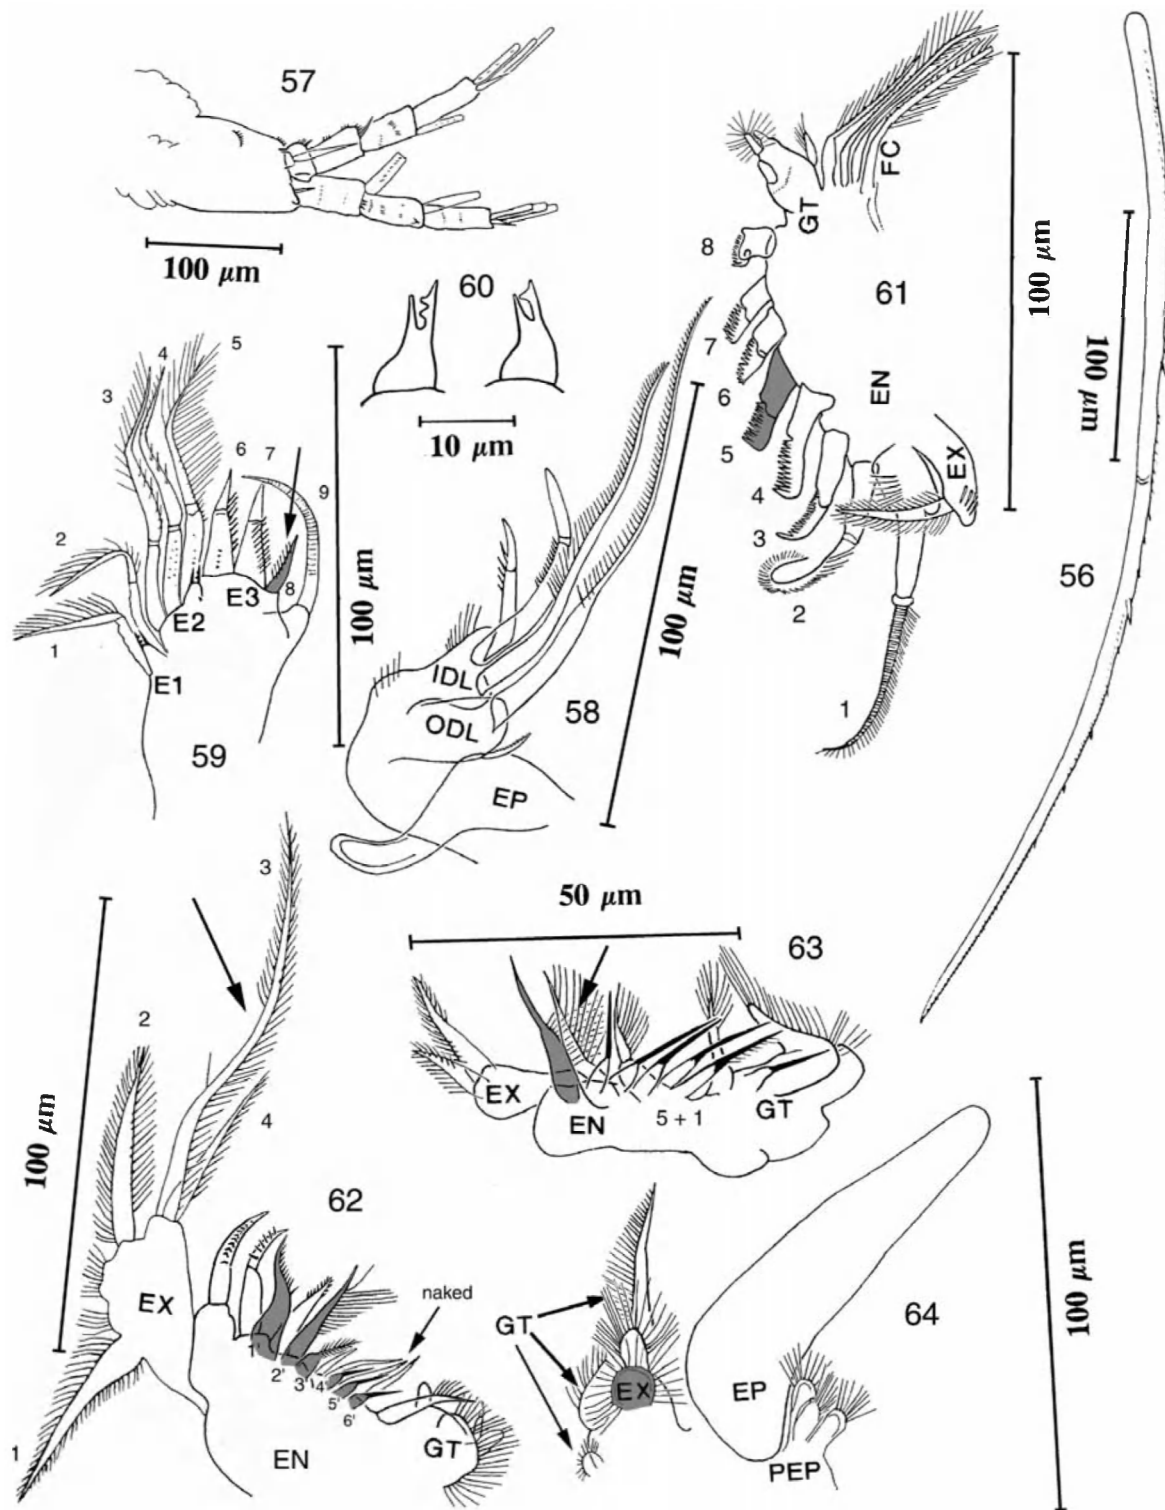 57
100 µm
60
10 µm
3
4
5
6
7
9
2
1
8
E1
E2
E3
100 µm
59
IDL
ODL
EP
58
100 µm
GT
FC
8
61
7
6
5
4
3
2
1
EN
EX
100 µm
100 µm
56
3
2
4
100 µm
62
EX
1
1'
2'
3'
4'
5'
6'
naked
EN
GT
50 µm
63
EX
EN
5 + 1
GT
GT
EX
EP
PEP
64
100 µm